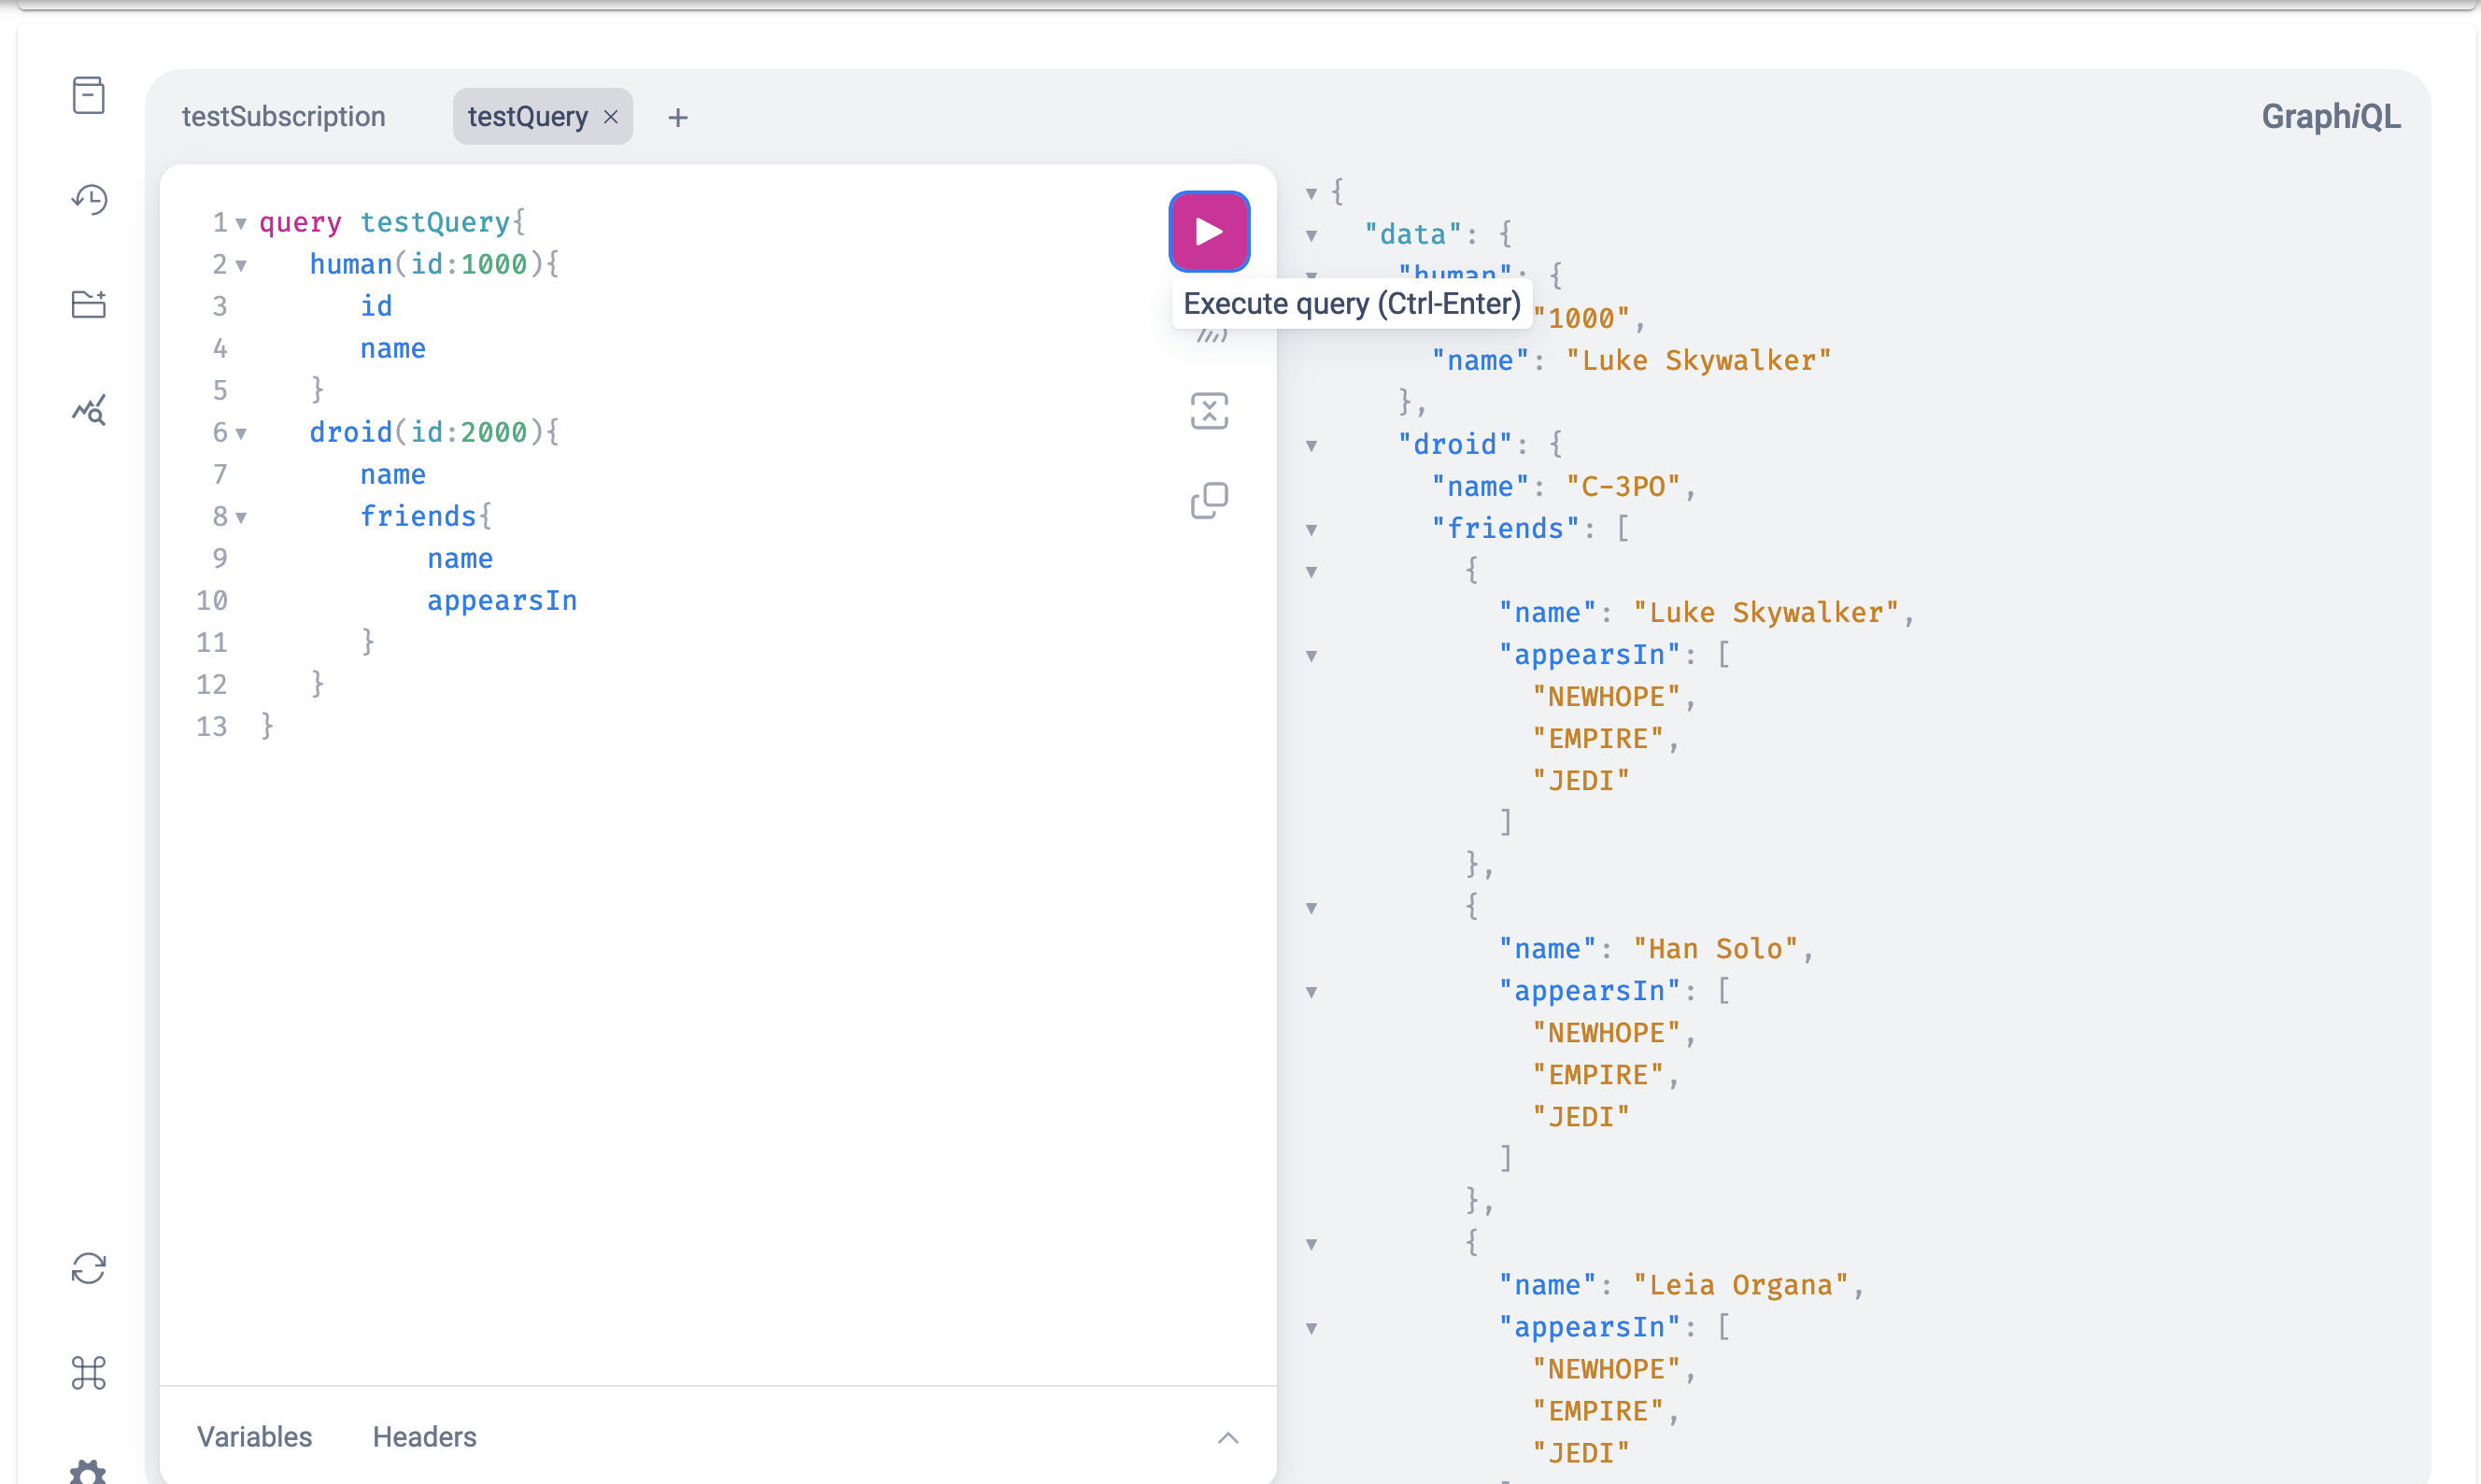 testSubscription
testQuery ×
+
GraphiQL
1 query testQuery{
2 human(id:1000){
3 id
4 name
5 }
6 droid(id:2000){
7 name
8 friends{
9 name
10 appearsIn
11 }
12 }
13 }
Execute query (Ctrl-Enter)
Variables
Headers
{
"data": {
"human": {
"1000",
"name": "Luke Skywalker"
},
"droid": {
"name": "C-3PO",
"friends": [
{
"name": "Luke Skywalker",
"appearsIn": [
"NEWHOPE",
"EMPIRE",
"JEDI"
]
},
{
"name": "Han Solo",
"appearsIn": [
"NEWHOPE",
"EMPIRE",
"JEDI"
]
},
{
"name": "Leia Organa",
"appearsIn": [
"NEWHOPE",
"EMPIRE",
"JEDI"